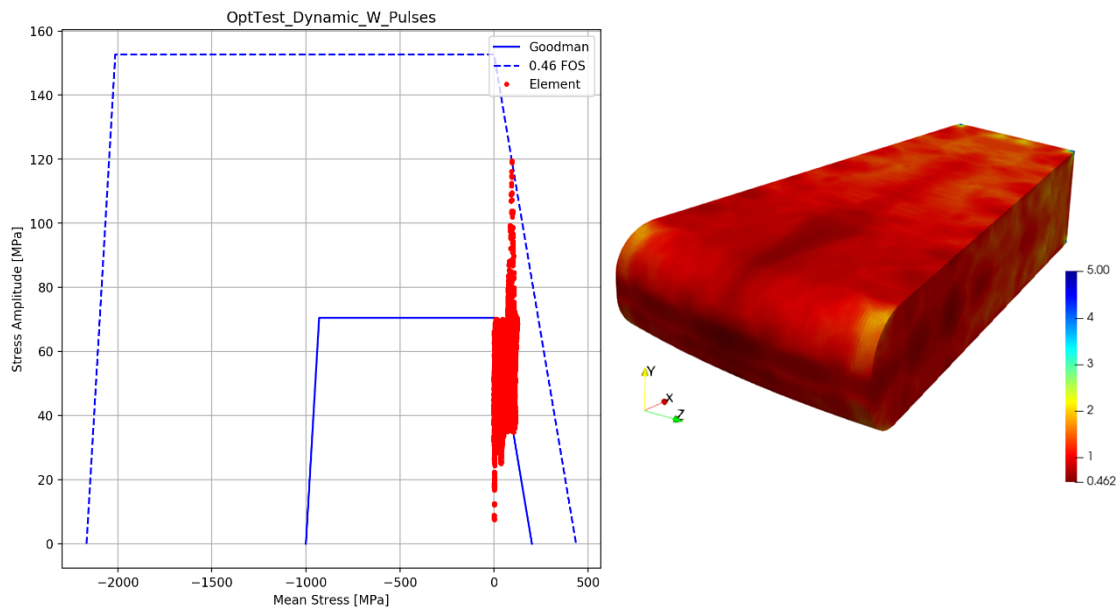 OptTest_Dynamic_W_Pulses
Goodman
0.46 FOS
Element
160
140
120
100
80
60
40
20
0
Stress Amplitude [MPa]
−2000
−1500
−1000
−500
0
500
Mean Stress [MPa]
Y
X
Z
5.00
4
3
2
1
0.462